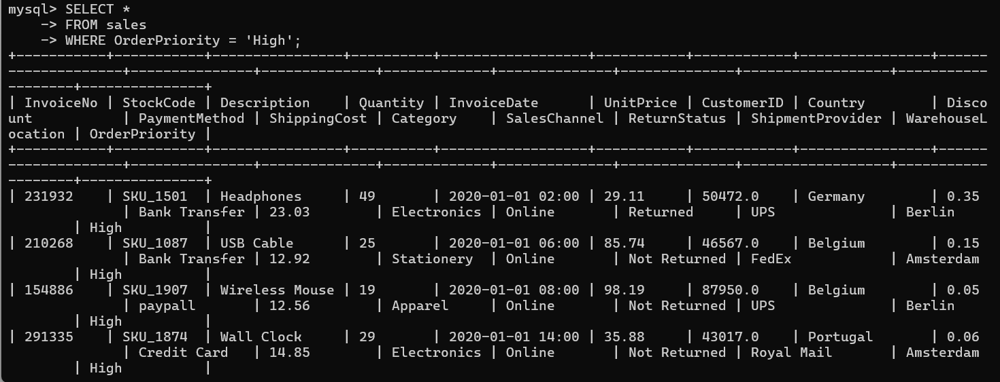 mysql> SELECT *
    -> FROM sales
    -> WHERE OrderPriority = 'High';
+-----------+-----------+----------------+----------+------------------+-----------+------------+----------------+------
--------------+---------------+--------------+-------------+--------------+--------------+------------------+-----------
--------+---------------+
| InvoiceNo | StockCode | Description    | Quantity | InvoiceDate      | UnitPrice | CustomerID | Country        | Disco
unt           | PaymentMethod | ShippingCost | Category    | SalesChannel | ReturnStatus | ShipmentProvider | WarehouseL
ocation | OrderPriority |
+-----------+-----------+----------------+----------+------------------+-----------+------------+----------------+------
--------------+---------------+--------------+-------------+--------------+--------------+------------------+-----------
--------+---------------+
| 231932    | SKU_1501  | Headphones     | 49       | 2020-01-01 02:00 | 29.11     | 50472.0    | Germany        | 0.35
              | Bank Transfer | 23.03        | Electronics | Online       | Returned     | UPS              | Berlin
        | High          |
| 210268    | SKU_1087  | USB Cable      | 25       | 2020-01-01 06:00 | 85.74     | 46567.0    | Belgium        | 0.15
              | Bank Transfer | 12.92        | Stationery  | Online       | Not Returned | FedEx            | Amsterdam
        | High          |
| 154886    | SKU_1907  | Wireless Mouse | 19       | 2020-01-01 08:00 | 98.19     | 87950.0    | Belgium        | 0.05
              | paypall       | 12.56        | Apparel     | Online       | Not Returned | UPS              | Berlin
        | High          |
| 291335    | SKU_1874  | Wall Clock     | 29       | 2020-01-01 14:00 | 35.88     | 43017.0    | Portugal       | 0.06
              | Credit Card   | 14.85        | Electronics | Online       | Not Returned | Royal Mail       | Amsterdam
        | High          |